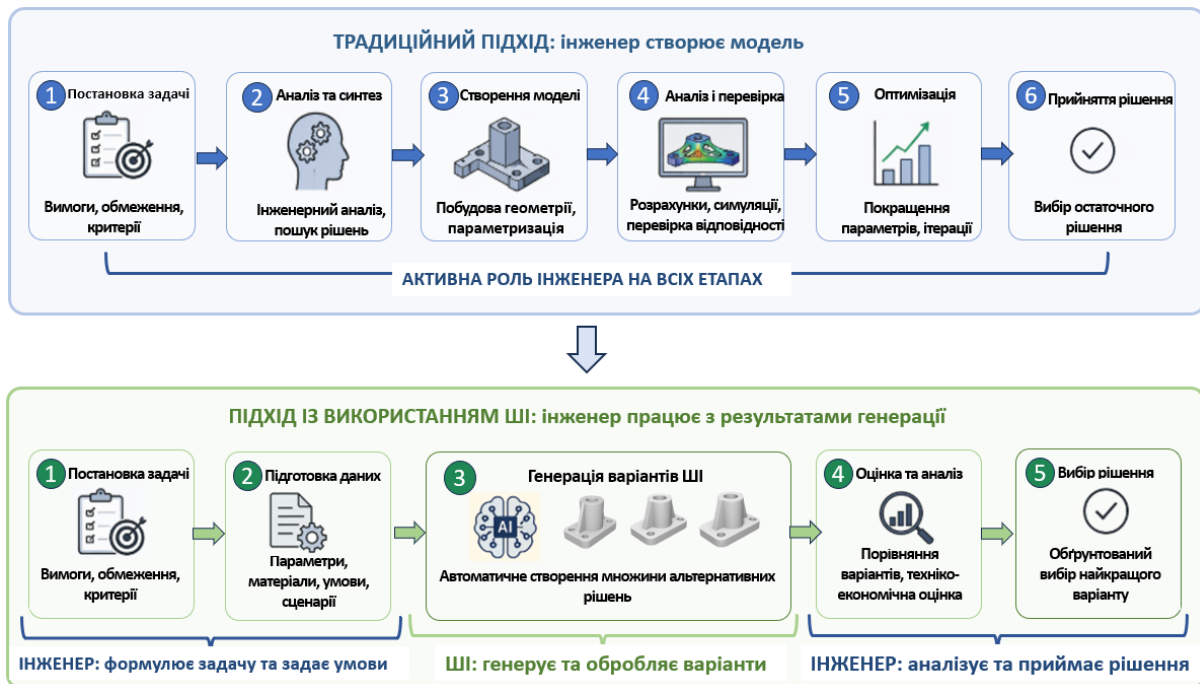 ТРАДИЦІЙНИЙ ПІДХІД: інженер створює модель
1 Постановка задачі
Вимоги, обмеження,
критерії
2 Аналіз та синтез
Інженерний аналіз,
пошук рішень
3 Створення моделі
Побудова геометрії,
параметризація
4 Аналіз і перевірка
Розрахунки, симуляції,
перевірка відповідності
5 Оптимізація
Покращення
параметрів, ітерації
6 Прийняття рішення
Вибір остаточного
рішення
АКТИВНА РОЛЬ ІНЖЕНЕРА НА ВСІХ ЕТАПАХ
ПІДХІД ІЗ ВИКОРИСТАННЯМ ШІ: інженер працює з результатами генерації
1 Постановка задачі
Вимоги, обмеження,
критерії
2 Підготовка даних
Параметри,
матеріали, умови,
сценарії
3 Генерація варіантів ШІ
AI
Автоматичне створення множини альтернативних
рішень
4 Оцінка та аналіз
Порівняння
варіантів, техніко-
економічна оцінка
5 Вибір рішення
Обґрунтований
вибір найкращого
варіанту
ІНЖЕНЕР: формулює задачу та задає умови
ШІ: генерує та обробляє варіанти
ІНЖЕНЕР: аналізує та приймає рішення